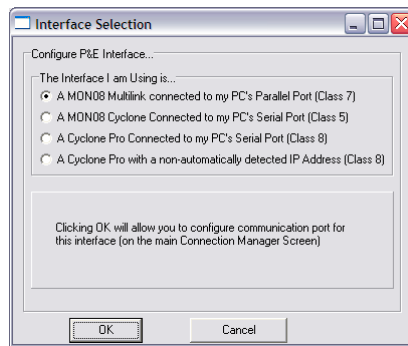 Interface Selection
Configure P&E Interface...
The Interface I am Using is...
A MON08 Multilink connected to my PC's Parallel Port (Class 7)
A MON08 Cyclone connected to my PC's Serial Port (Class 5)
A Cyclone Pro Connected to my PC's Serial Port (Class 8)
A Cyclone Pro with a non-automatically detected IP Address (Class 8)
Clicking OK will allow you to configure communication port for
this interface (on the main Connection Manager Screen)
OK
Cancel